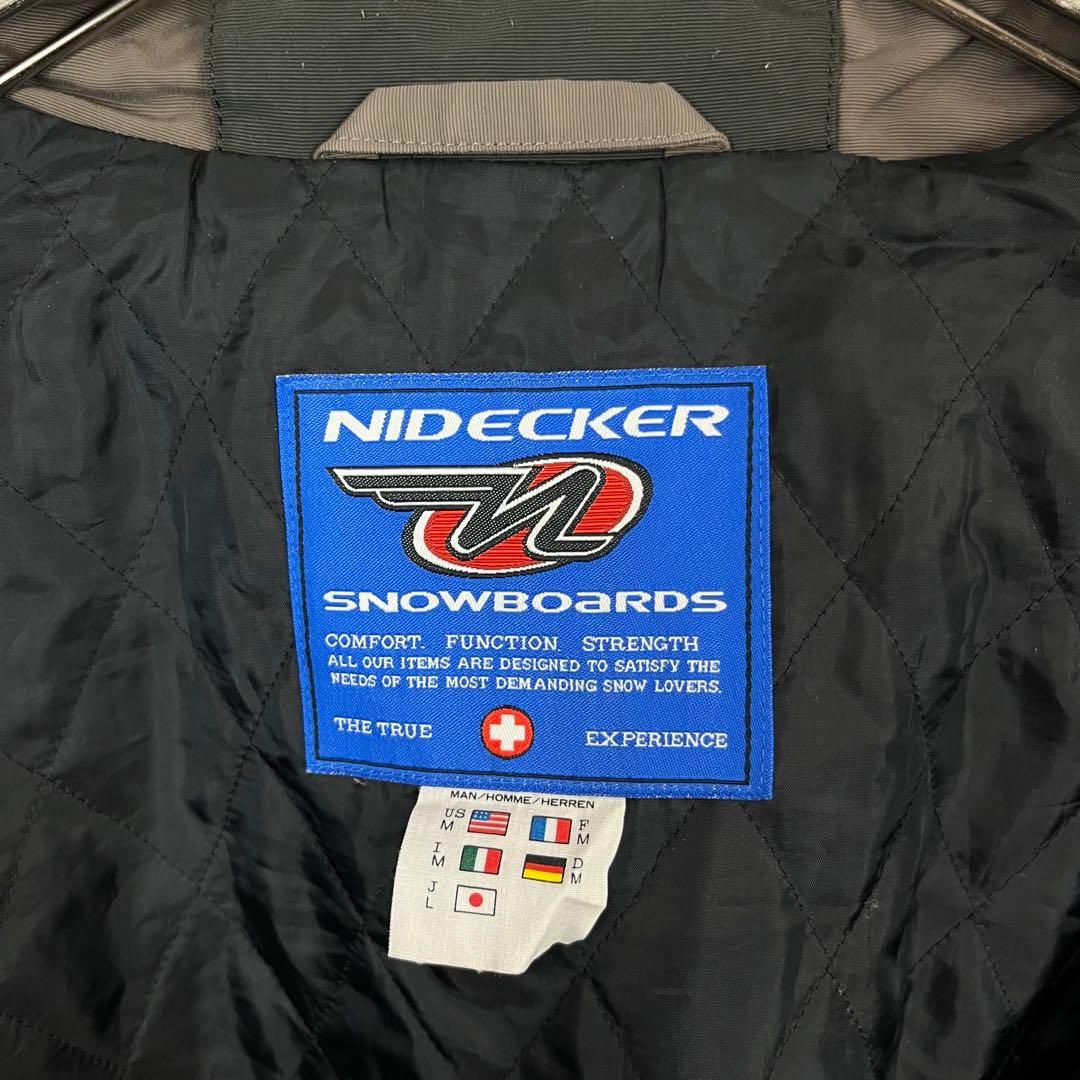 NIDECKER
SNOWBOaRDS
COMFORT. FUNCTION. STRENGTH
ALL OUR ITEMS ARE DESIGNED TO SATISFY THE
NEEDS OF THE MOST DEMANDING SNOW LOVERS.
THE TRUE EXPERIENCE
MAN/HOMME/HERREN
US M F M
I M D M
J L